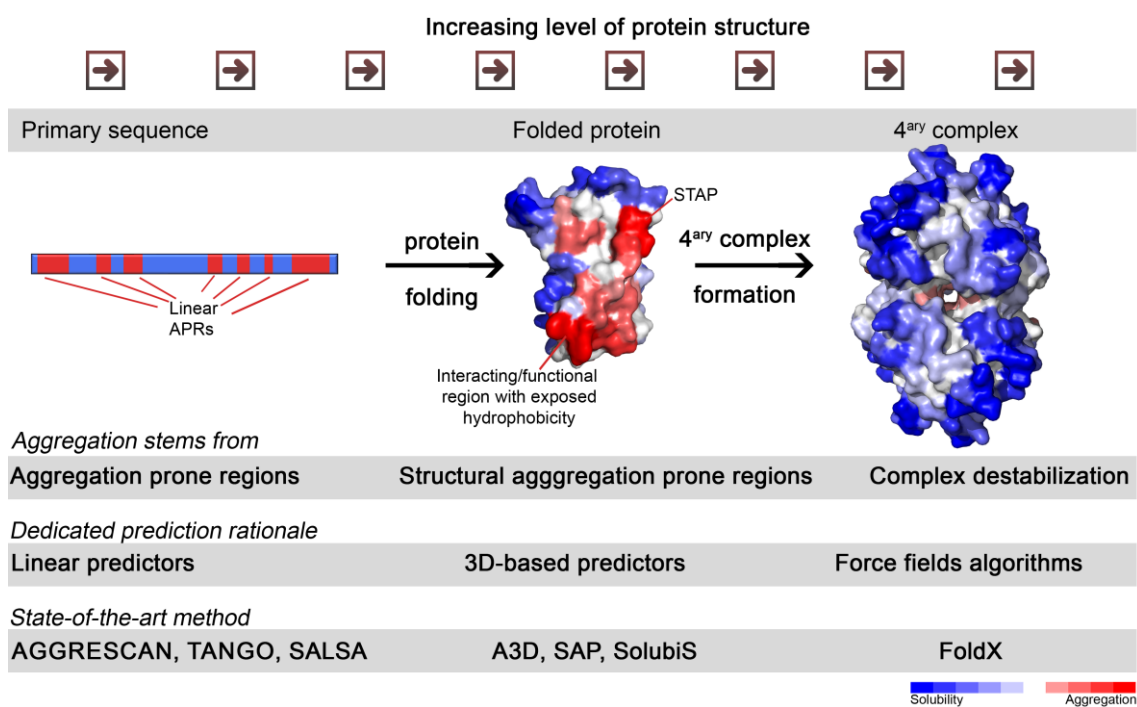 Increasing level of protein structure
Primary sequence Folded protein 4ary complex
STAP
protein
folding
4ary complex
formation
Linear
APRs
Interacting/functional
region with exposed
hydrophobicity
Aggregation stems from
Aggregation prone regions Structural agggregation prone regions Complex destabilization
Dedicated prediction rationale
Linear predictors 3D-based predictors Force fields algorithms
State-of-the-art method
AGGRESCAN, TANGO, SALSA A3D, SAP, SolubiS FoldX
Solubility Aggregation